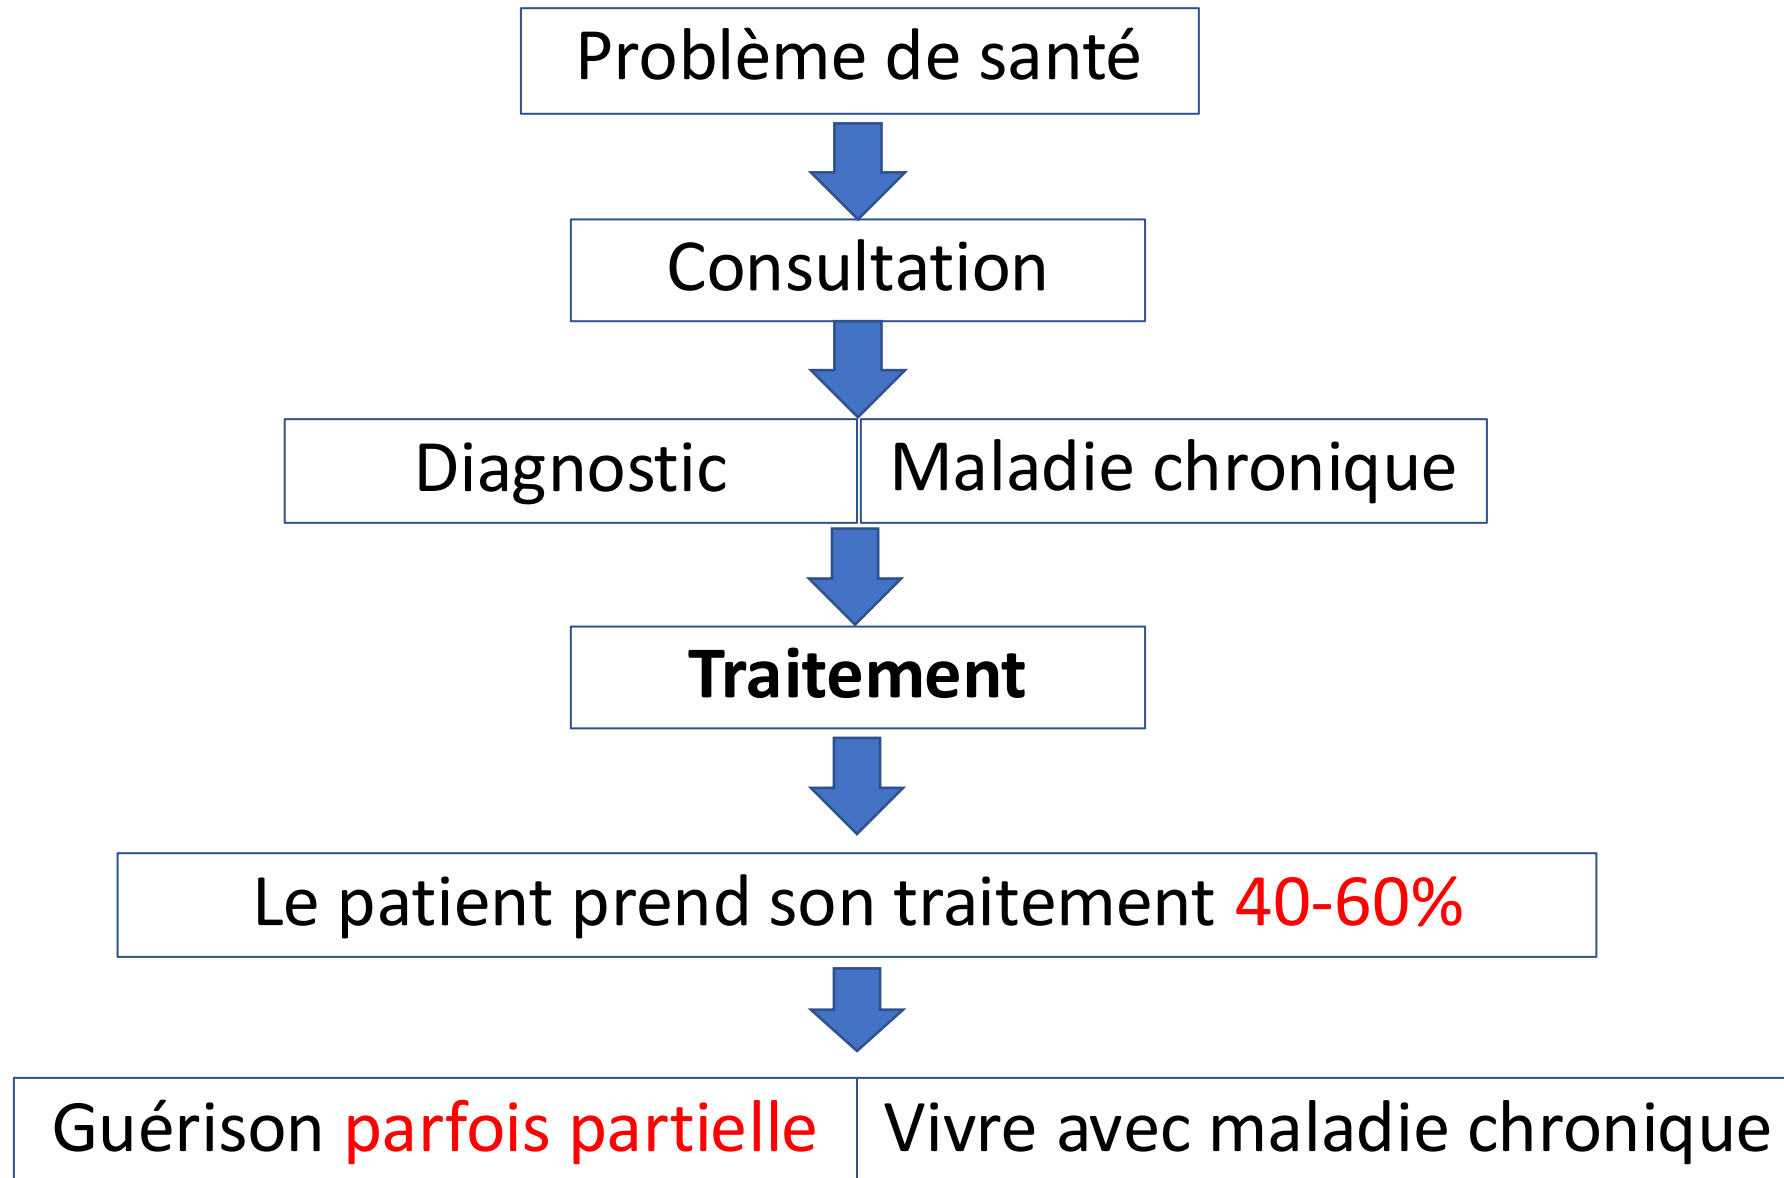 Problème de santé
Consultation
Diagnostic
Maladie chronique
Traitement
Le patient prend son traitement 40-60%
Guérison parfois partielle
Vivre avec maladie chronique